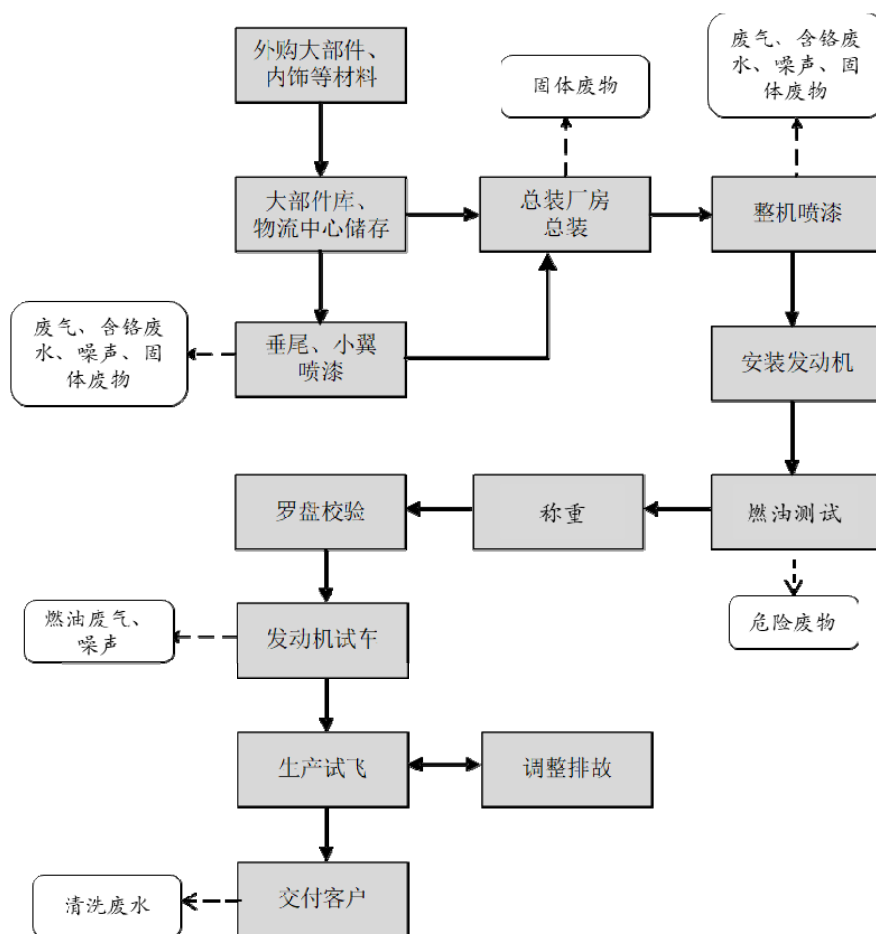 外购大部件、
内饰等材料
固体废物
废气、含铬废
水、噪声、固
体废物
大部件库、
物流中心储存
总装厂房
总装
整机喷漆
废气、含铬废
水、噪声、固
体废物
垂尾、小翼
喷漆
安装发动机
罗盘校验
称重
燃油测试
燃油废气、
噪声
发动机试车
危险废物
生产试飞
调整排故
清洗废水
交付客户